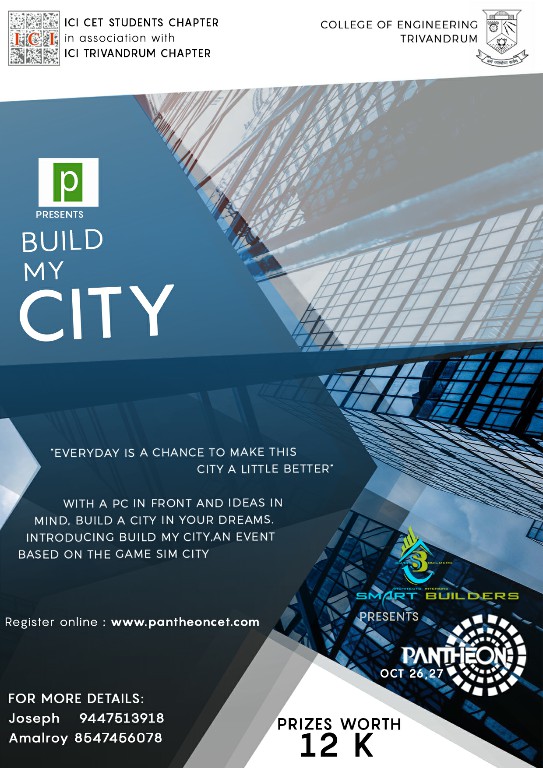 ICI CET STUDENTS CHAPTER
in association with
ICI TRIVANDRUM CHAPTER
COLLEGE OF ENGINEERING
TRIVANDRUM
ICI
p
PRESENTS
BUILD
MY
CITY
"EVERYDAY IS A CHANCE TO MAKE THIS
CITY A LITTLE BETTER"
WITH A PC IN FRONT AND IDEAS IN
MIND, BUILD A CITY IN YOUR DREAMS.
INTRODUCING BUILD MY CITY,AN EVENT
BASED ON THE GAME SIM CITY
SMART BUILDERS
PRESENTS
PANTHEON
OCT 26,27
Register online : www.pantheoncet.com
FOR MORE DETAILS:
Joseph 9447513918
Amalroy 8547456078
PRIZES WORTH
12 K